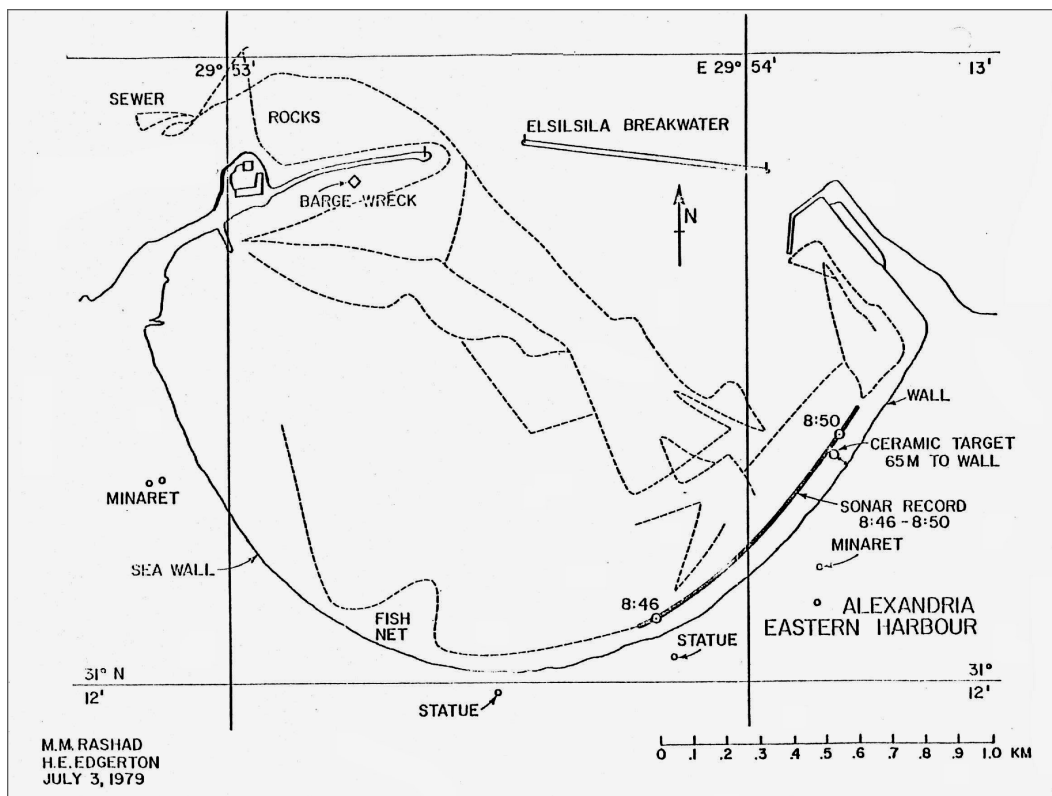 29° 53'
E 29° 54'
13'
SEWER
ROCKS
ELSILSILA BREAKWATER
BARGE-WRECK
N
WALL
8:50
CERAMIC TARGET
65M TO WALL
SONAR RECORD
8:46-8:50
MINARET
MINARET
SEA WALL
8:46
FISH
NET
ALEXANDRIA
EASTERN HARBOUR
STATUE
31° N
12'
31°
12'
STATUE
M.M. RASHAD
H.E. EDGERTON
JULY 3, 1979
0 .1 .2 .3 .4 .5 .6 .7 .8 .9 1.0 KM